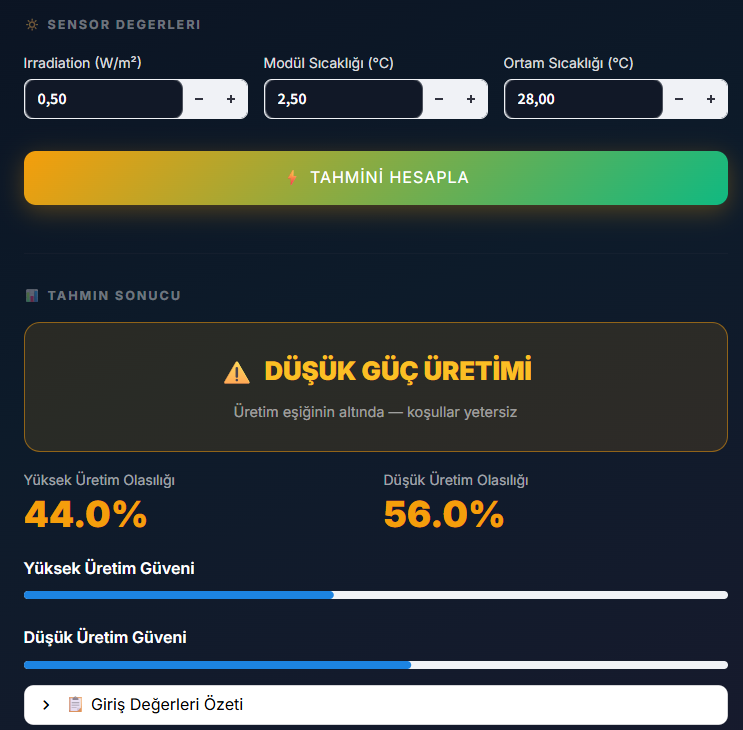 SENSOR DEGERLERI
Irradiation (W/m²) Modül Sıcaklığı (°C) Ortam Sıcaklığı (°C)
0,50 − + 2,50 − + 28,00 − +
TAHMİNİ HESAPLA
TAHMIN SONUCU
DÜŞÜK GÜÇ ÜRETİMİ
Üretim eşiğinin altında — koşullar yetersiz
Yüksek Üretim Olasılığı Düşük Üretim Olasılığı
44.0% 56.0%
Yüksek Üretim Güveni
Düşük Üretim Güveni
Giriş Değerleri Özeti